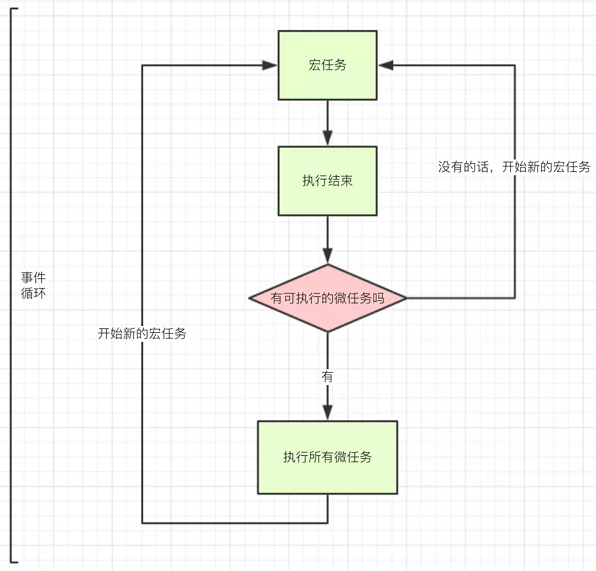 宏任务
没有的话，开始新的宏任务
执行结束
事件
循环
有可执行的微任务吗
开始新的宏任务
有
执行所有微任务